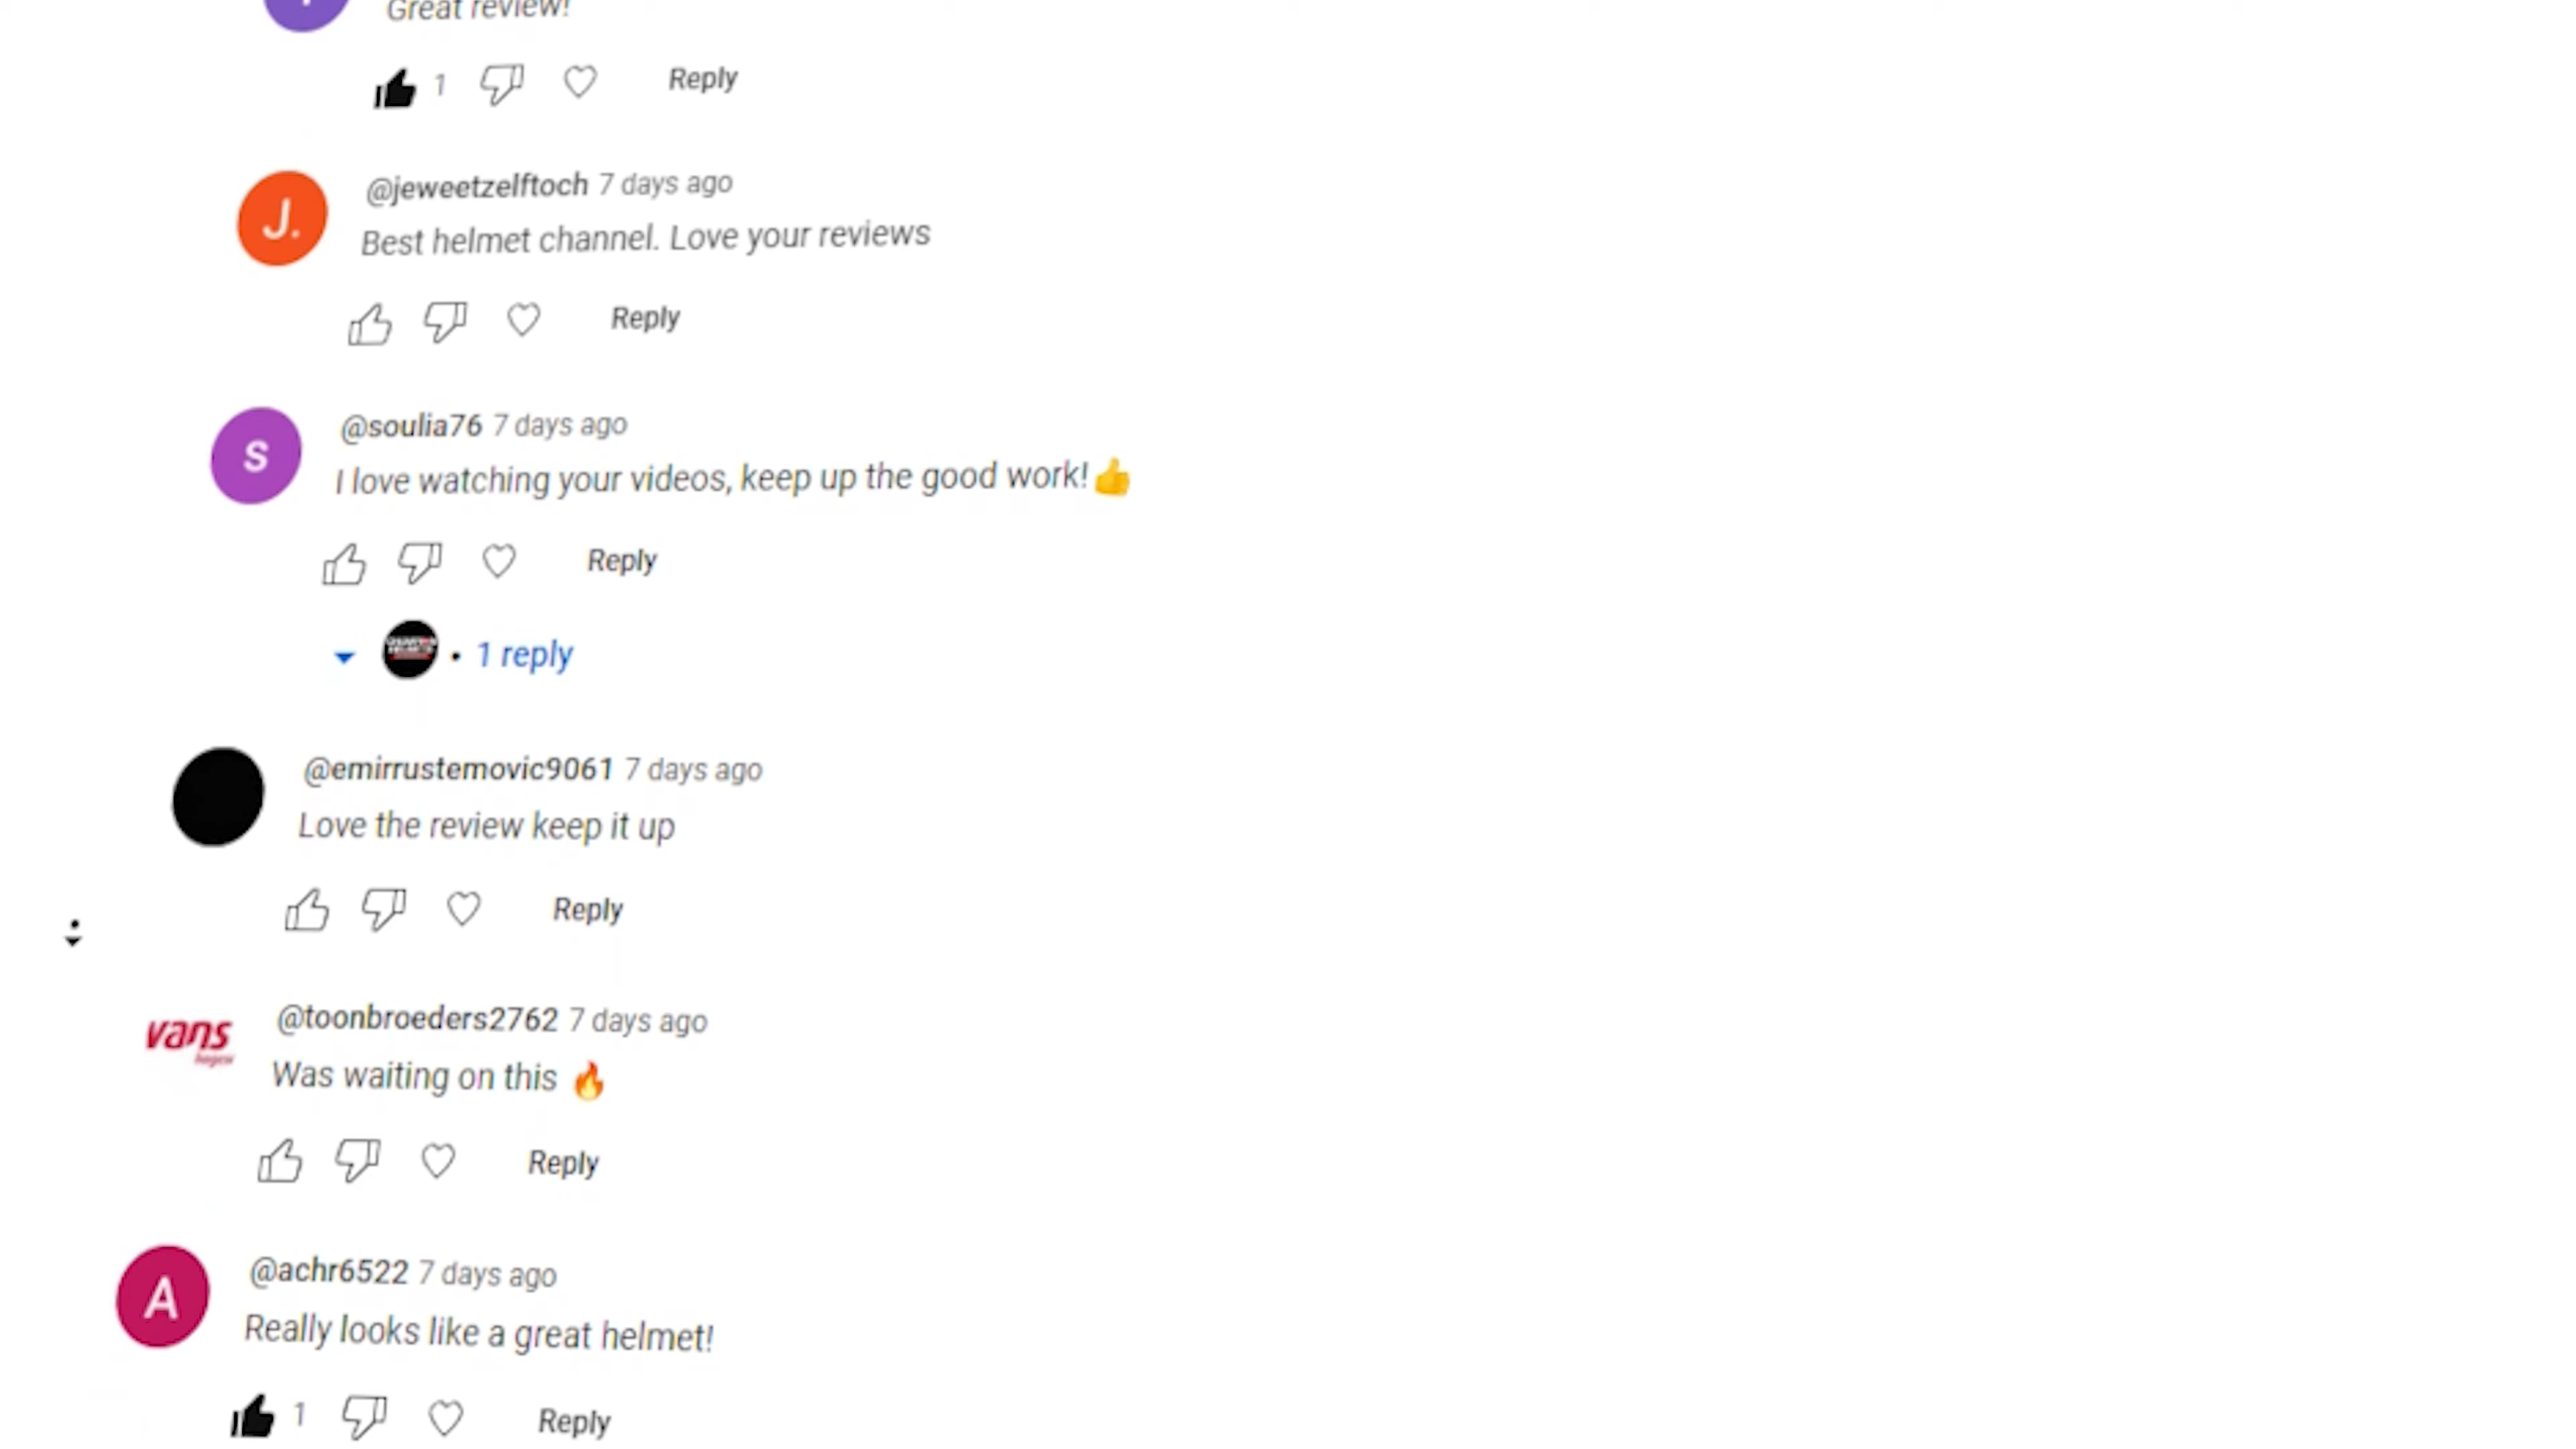 Great review!
1 Reply
J.
@jeweetzelftoch 7 days ago
Best helmet channel. Love your reviews
Reply
S
@soulia76 7 days ago
I love watching your videos, keep up the good work!👍
Reply
• 1 reply
@emirrustemovic9061 7 days ago
Love the review keep it up
Reply
vans
@toonbroeders2762 7 days ago
Was waiting on this 🔥
Reply
A
@achr6522 7 days ago
Really looks like a great helmet!
1 Reply